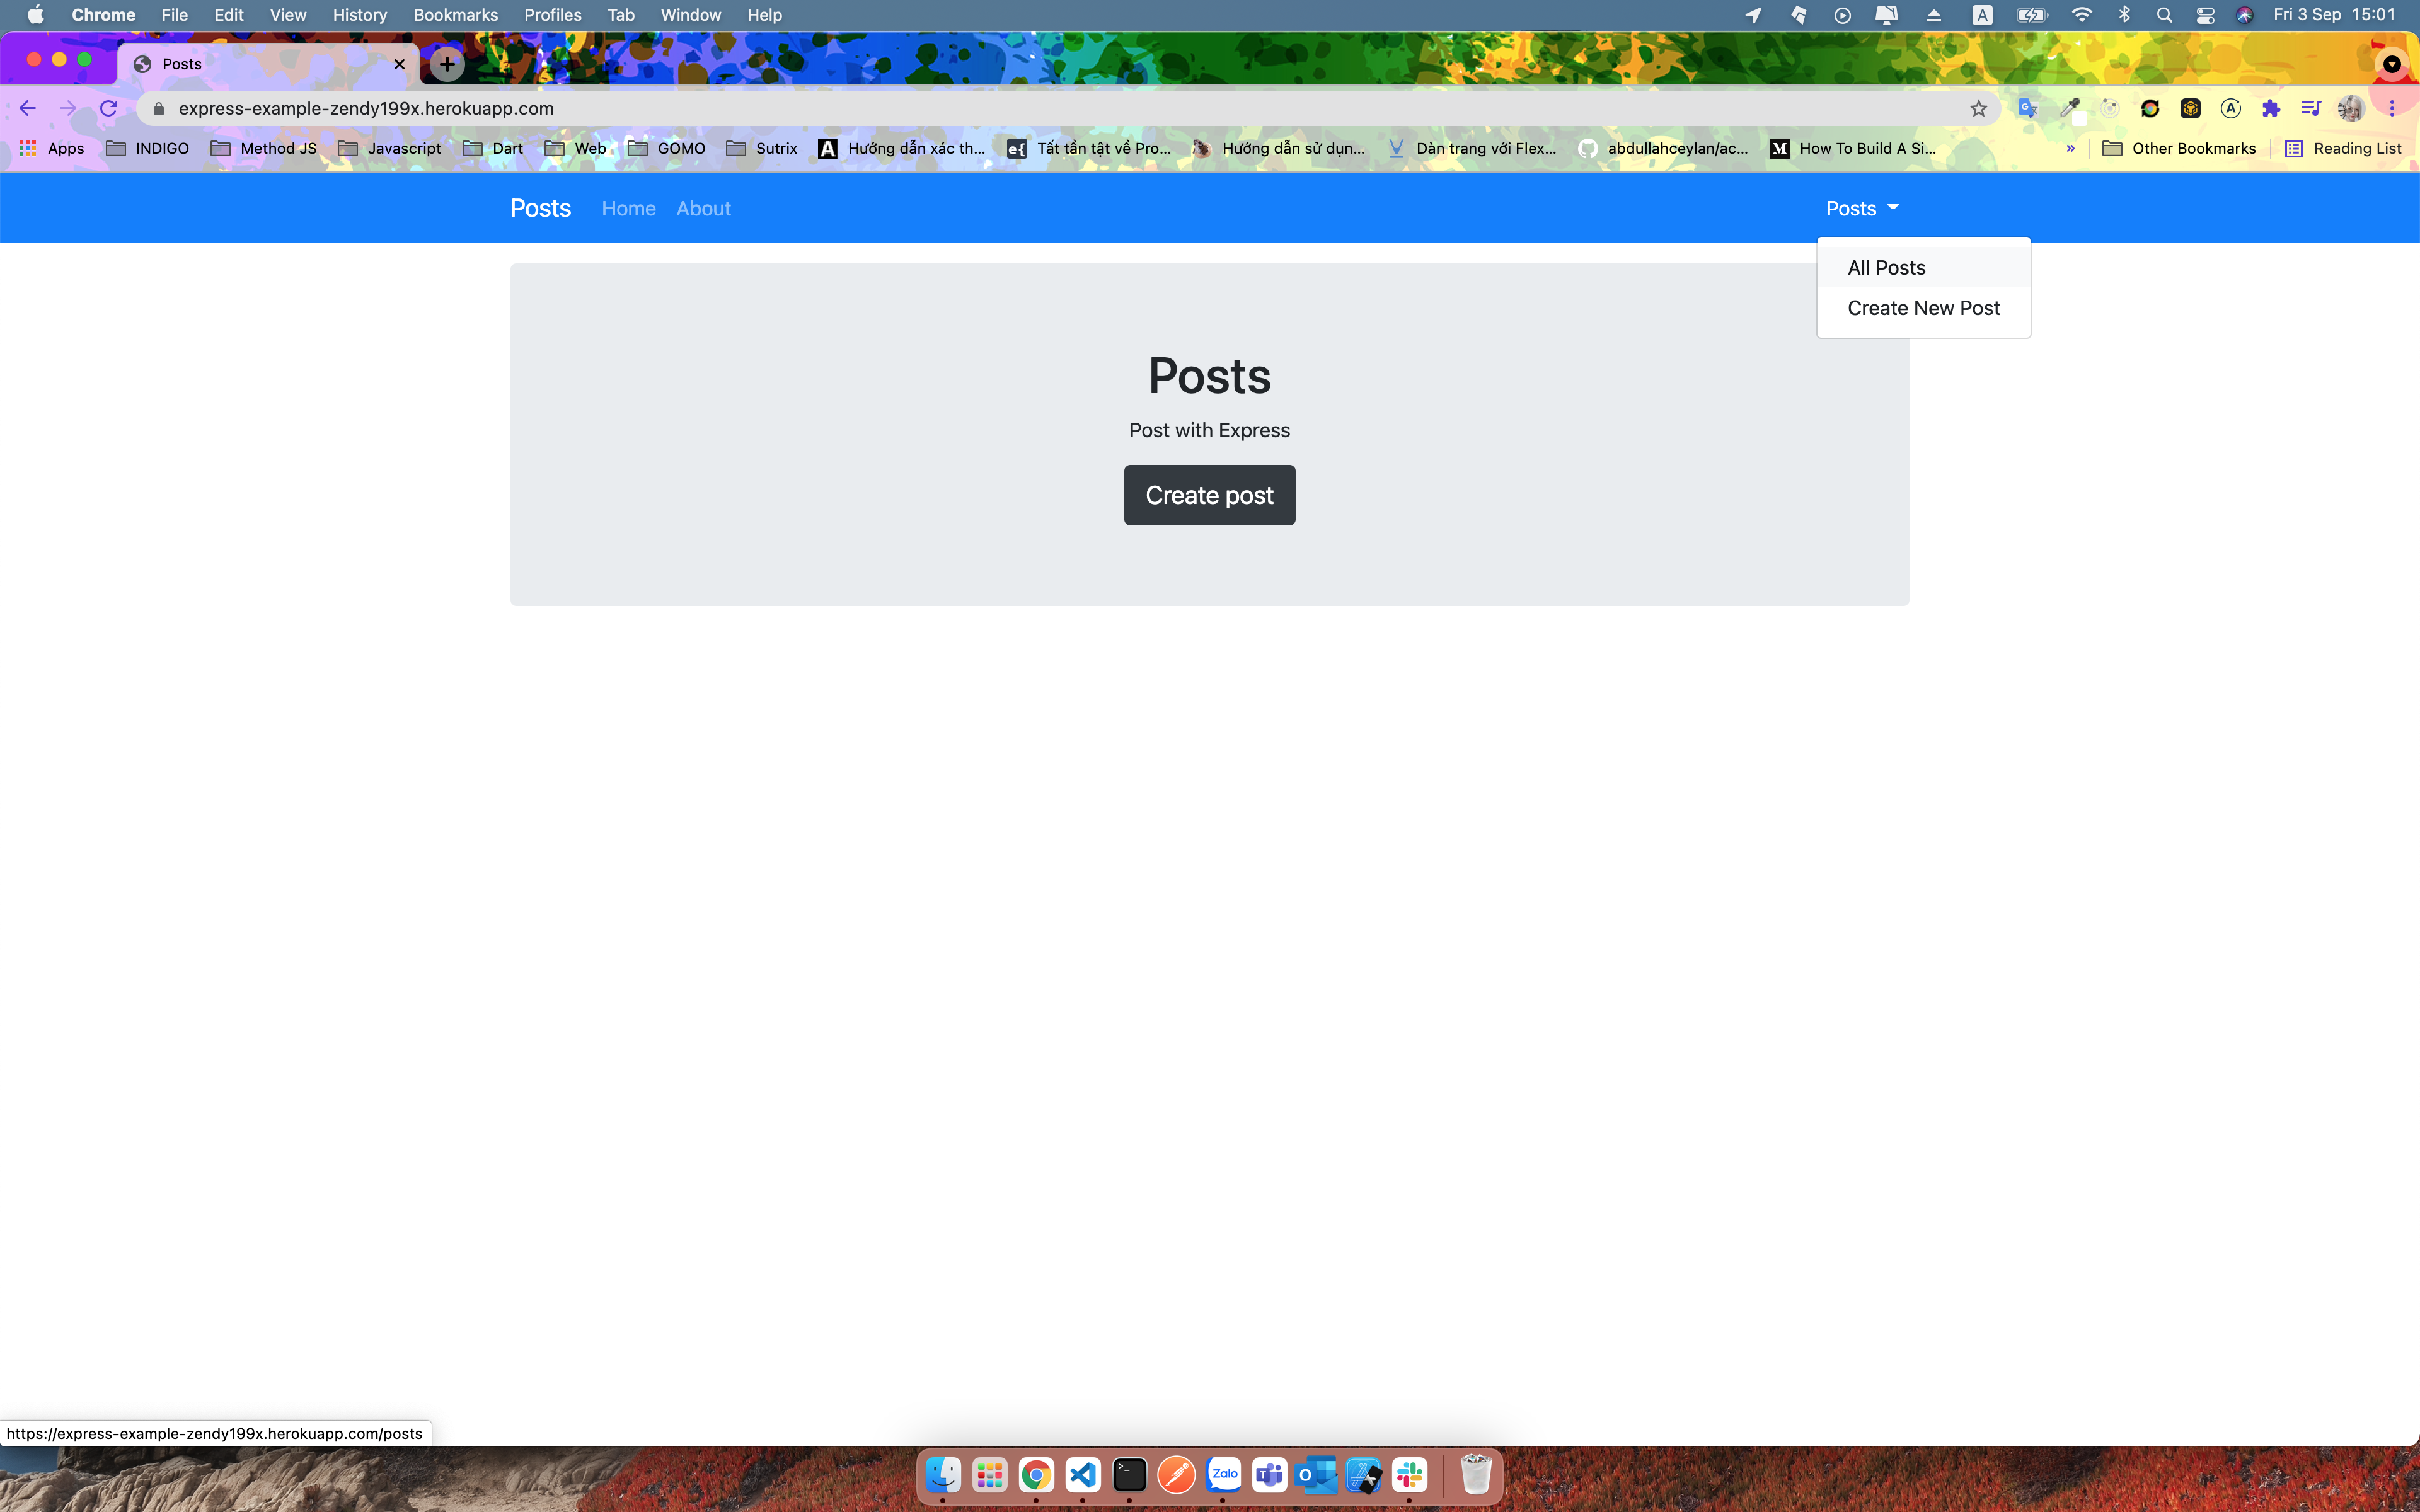 Chrome File Edit View History Bookmarks Profiles Tab Window Help A Fri 3 Sep 15:01
Posts
express-example-zendy199x.herokuapp.com
Apps INDIGO Method JS Javascript Dart Web GOMO Sutrix Hướng dẫn xác th... Tất tần tật về Pro... Hướng dẫn sử dụn... Dàn trang với Flex... abdullahceylan/ac... How To Build A Si... » Other Bookmarks Reading List
Posts Home About Posts
All Posts
Create New Post
Posts
Post with Express
Create post
https://express-example-zendy199x.herokuapp.com/posts
Zalo